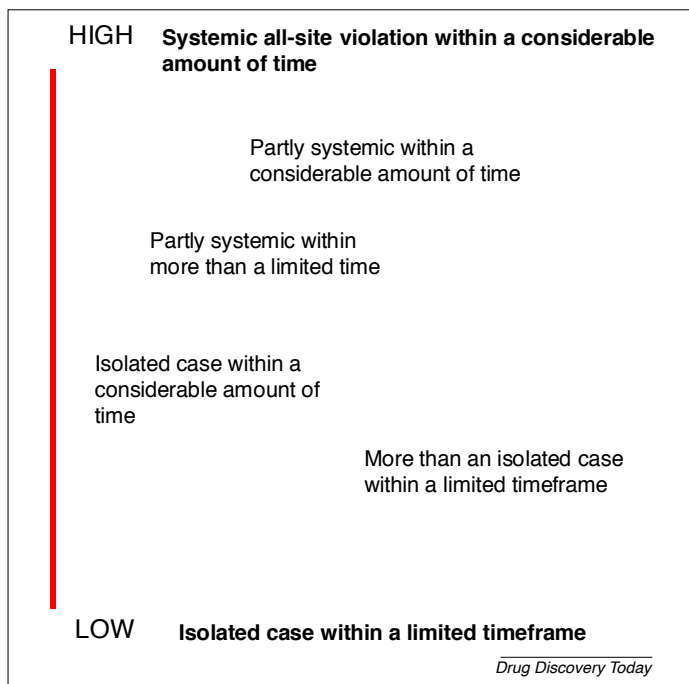 HIGH
Systemic all-site violation within a considerable
amount of time
Partly systemic within a
considerable amount of time
Partly systemic within
more than a limited time
Isolated case within a
considerable amount of
time
More than an isolated case
within a limited timeframe
LOW
Isolated case within a limited timeframe
Drug Discovery Today